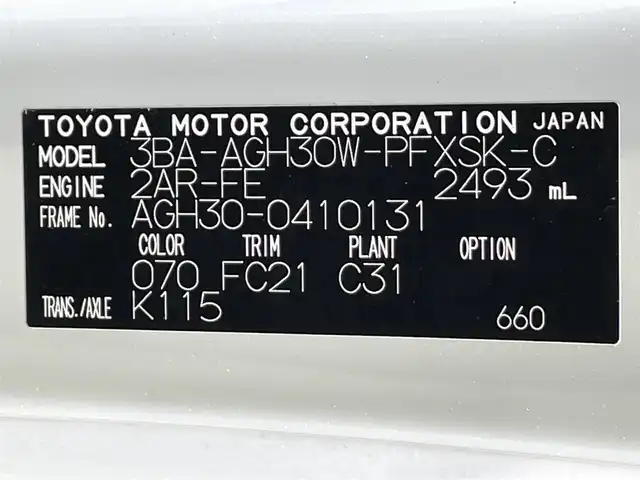 TOYOTA MOTOR CORPORATION JAPAN
MODEL 3BA-AGH30W-PFXSK-C
ENGINE 2AR-FE 2493 mL
FRAME No. AGH30-0410131
COLOR TRIM PLANT OPTION
070 FC21 C31
TRANS./AXLE K115
660